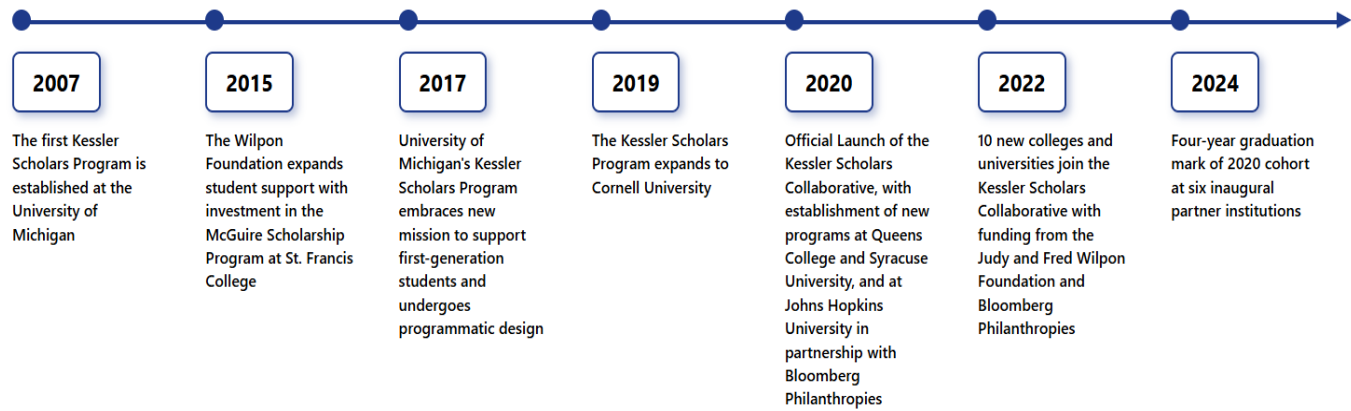 2007
The first Kessler
Scholars Program is
established at the
University of
Michigan
2015
The Wilpon
Foundation expands
student support with
investment in the
McGuire Scholarship
Program at St. Francis
College
2017
University of
Michigan's Kessler
Scholars Program
embraces new
mission to support
first-generation
students and
undergoes
programmatic design
2019
The Kessler Scholars
Program expands to
Cornell University
2020
Official Launch of the
Kessler Scholars
Collaborative, with
establishment of new
programs at Queens
College and Syracuse
University, and at
Johns Hopkins
University in
partnership with
Bloomberg
Philanthropies
2022
10 new colleges and
universities join the
Kessler Scholars
Collaborative with
funding from the
Judy and Fred Wilpon
Foundation and
Bloomberg
Philanthropies
2024
Four-year graduation
mark of 2020 cohort
at six inaugural
partner institutions